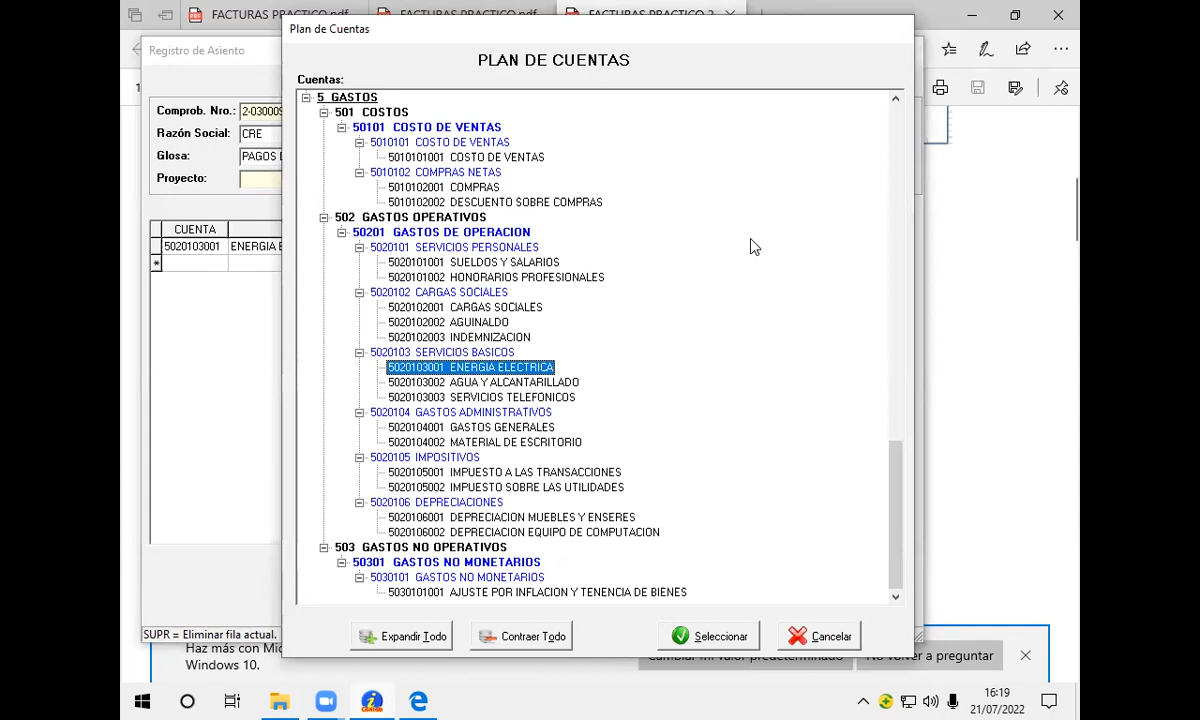 FACTURAS PRACTICO.pdf
FACTURAS PRACTICO.pdf
FACTURAS PRACTICO 2
Plan de Cuentas
Registro de Asiento
PLAN DE CUENTAS
Cuentas:
Comprob. Nro.:
Razón Social: CRE
Glosa: PAGOS
Proyecto:
CUENTA
5020103001 ENERGIA E
*
5 GASTOS
501 COSTOS
50101 COSTO DE VENTAS
5010101 COSTO DE VENTAS
5010101001 COSTO DE VENTAS
5010102 COMPRAS NETAS
5010102001 COMPRAS
5010102002 DESCUENTO SOBRE COMPRAS
502 GASTOS OPERATIVOS
50201 GASTOS DE OPERACION
5020101 SERVICIOS PERSONALES
5020101001 SUELDOS Y SALARIOS
5020101002 HONORARIOS PROFESIONALES
5020102 CARGAS SOCIALES
5020102001 CARGAS SOCIALES
5020102002 AGUINALDO
5020102003 INDEMNIZACION
5020103 SERVICIOS BASICOS
5020103001 ENERGIA ELECTRICA
5020103002 AGUA Y ALCANTARILLADO
5020103003 SERVICIOS TELEFONICOS
5020104 GASTOS ADMINISTRATIVOS
5020104001 GASTOS GENERALES
5020104002 MATERIAL DE ESCRITORIO
5020105 IMPOSITIVOS
5020105001 IMPUESTO A LAS TRANSACCIONES
5020105002 IMPUESTO SOBRE LAS UTILIDADES
5020106 DEPRECIACIONES
5020106001 DEPRECIACION MUEBLES Y ENSERES
5020106002 DEPRECIACION EQUIPO DE COMPUTACION
503 GASTOS NO OPERATIVOS
50301 GASTOS NO MONETARIOS
5030101 GASTOS NO MONETARIOS
5030101001 AJUSTE POR INFLACION Y TENENCIA DE BIENES
Expandir Todo
Contraer Todo
Seleccionar
Cancelar
SUPR = Eliminar fila actual.
Haz más con Mic
Windows 10.
Cambiar mi valor predeterminado
No volver a preguntar
16:19
21/07/2022